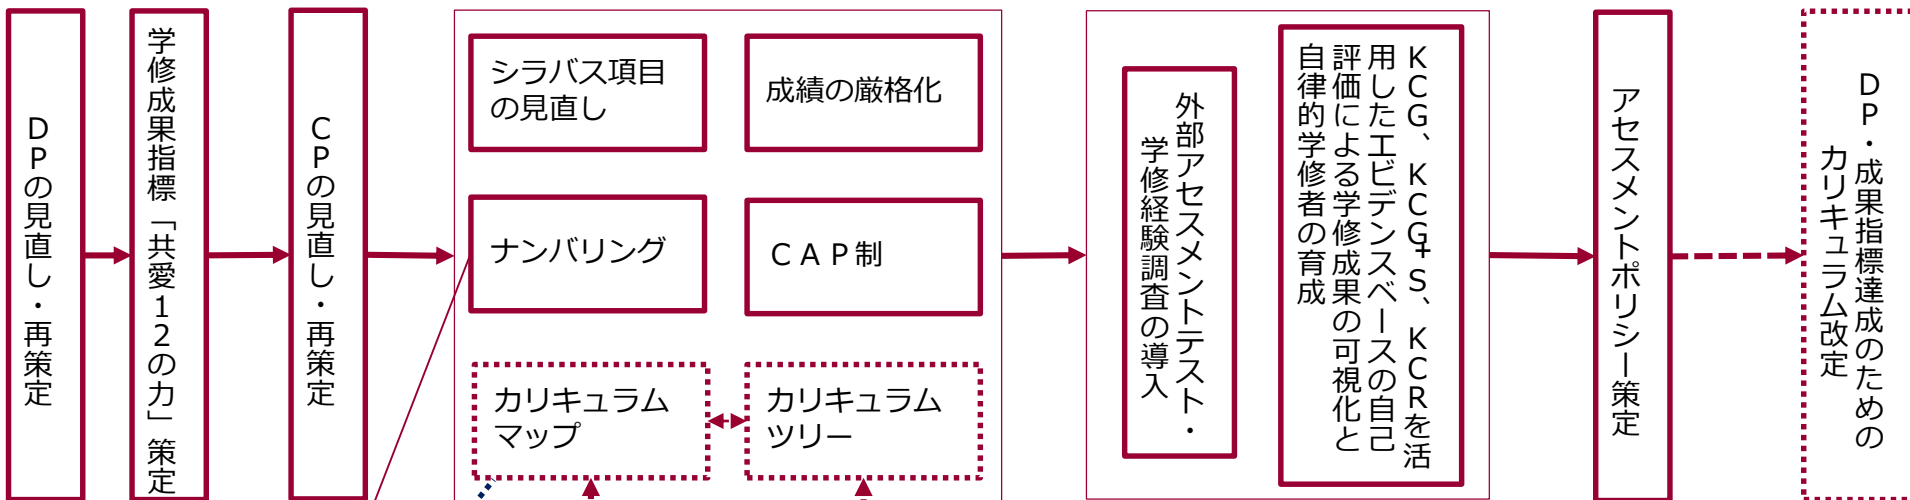 DPの見直し・再策定
学修成果指標「共愛12の力」策定
CPの見直し・再策定
シラバス項目
の見直し
成績の厳格化
ナンバリング
CAP制
カリキュラム
マップ
カリキュラム
ツリー
外部アセスメントテスト・
学修経験調査の導入
KCG、KCG+S、KCRを活
用したエビデンスベースの自己
評価による学修成果の可視化と
自律的学修者の育成
アセスメントポリシー策定
DP・成果指標達成のための
カリキュラム改定